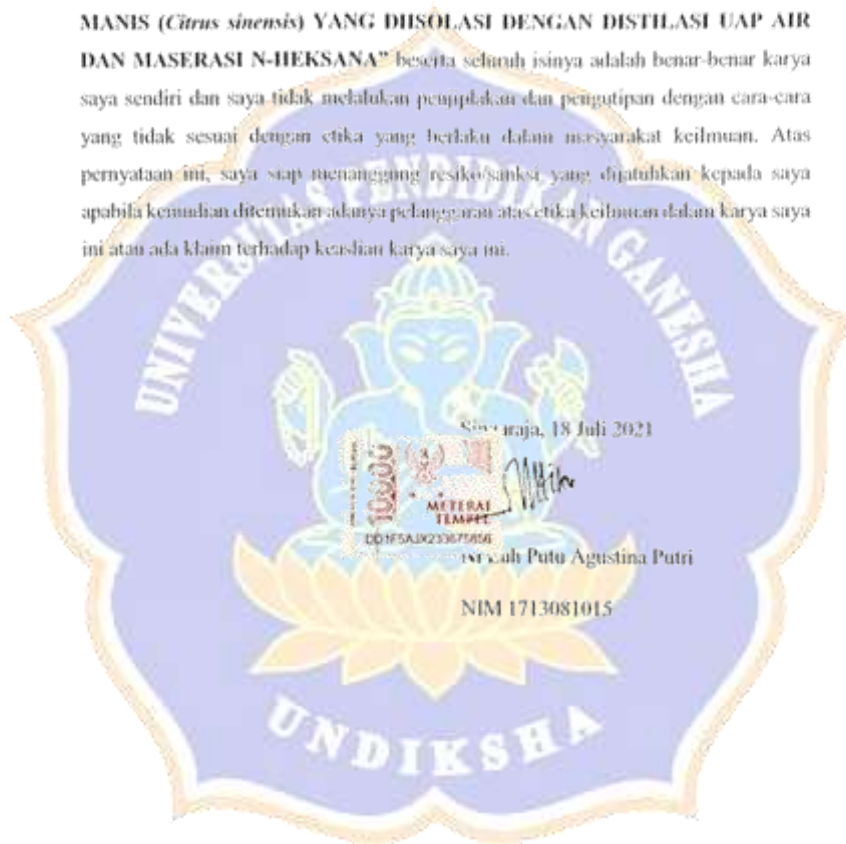 MANIS (Citrus sinensis) YANG DIISOLASI DENGAN DISTILASI UAP AIR
DAN MASERASI N-HEKSANA" beserta seluruh isinya adalah benar-benar karya
saya sendiri dan saya tidak melakukan penjiplakan dan pengutipan dengan cara-cara
yang tidak sesuai dengan etika yang berlaku dalam masyarakat keilmuan. Atas
pernyataan ini, saya siap menanggung resiko/sanksi yang dijatuhkan kepada saya
apabila kemudian ditemukan adanya pelanggaran atas etika keilmuan dalam karya saya
ini atau ada klaim terhadap keaslian karya saya ini.
UNIVERSITAS PENDIDIKAN GANESHA
Singaraja, 18 Juli 2021
10000
METERAI
TEMPEL
Luh Putu Agustina Putri
NIM 1713081015
UNDIKSHA